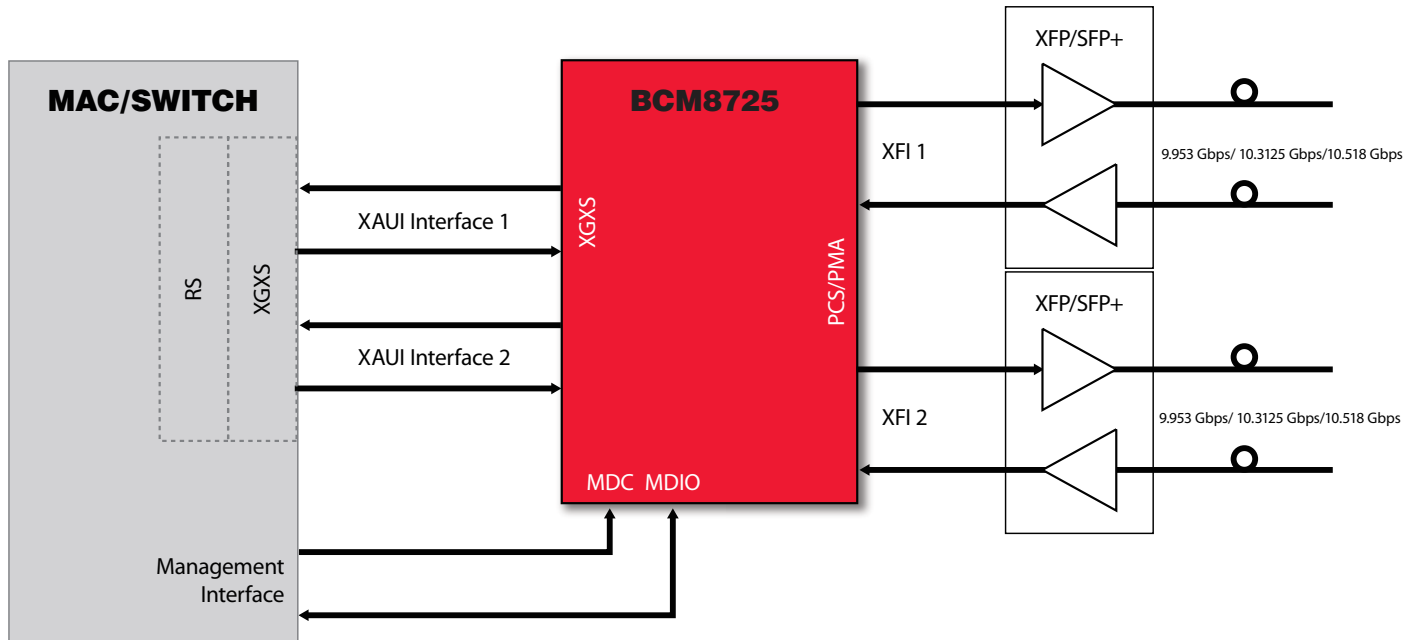 MAC/SWITCH
RS
XGXS
Management
Interface
XAUI Interface 1
XAUI Interface 2
BCM8725
XGXS
PCS/PMA
MDC MDIO
XFI 1
XFI 2
XFP/SFP+
9.953 Gbps/ 10.3125 Gbps/10.518 Gbps
XFP/SFP+
9.953 Gbps/ 10.3125 Gbps/10.518 Gbps